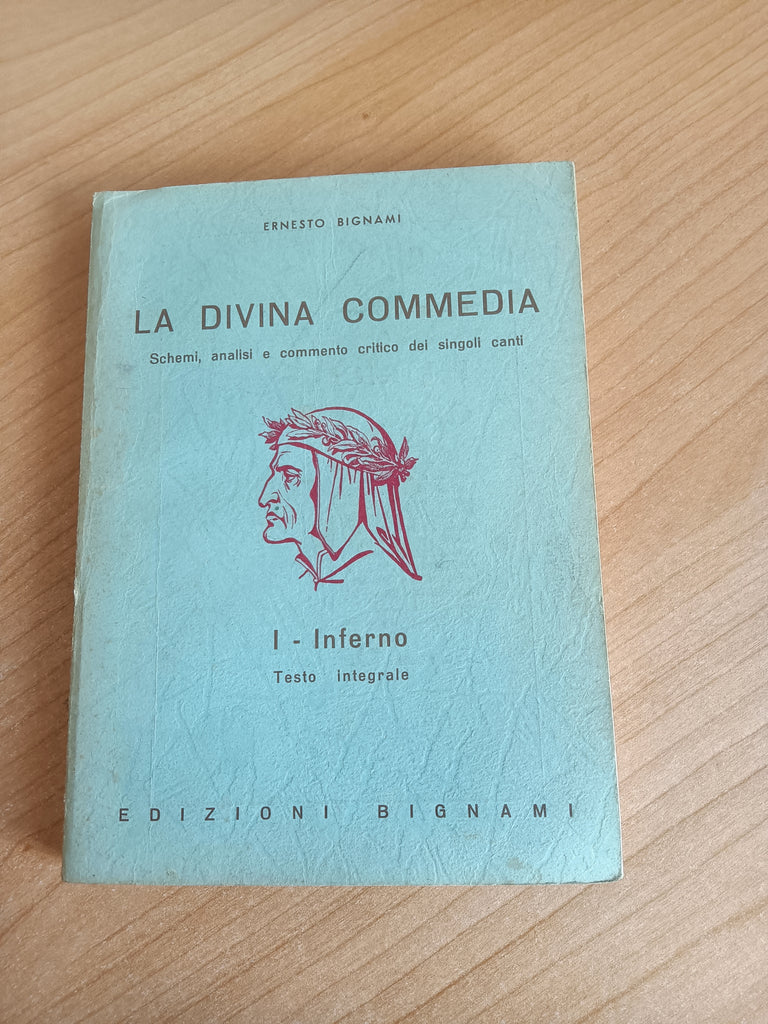 ERNESTO BIGNAMI
LA DIVINA COMMEDIA
Schemi, analisi e commento critico dei singoli canti
I - Inferno
Testo integrale
EDIZIONI BIGNAMI